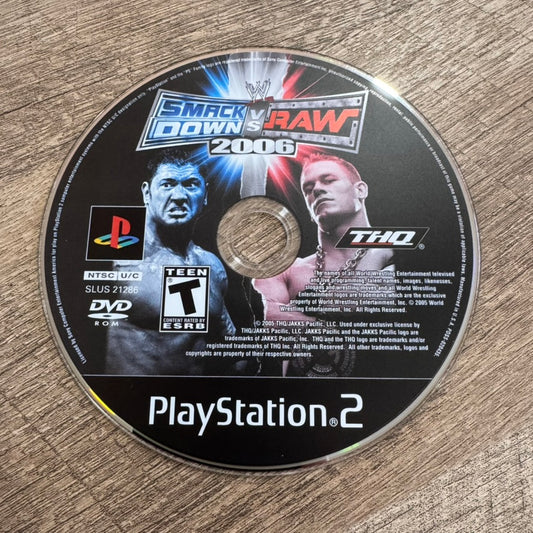 W
SMACK DOWN VS RAW
2006
THQ®
NTSC U/C
SLUS 21286
DVD
ROM
TEEN
T
CONTENT RATED BY
ESRB
The names of all World Wrestling Entertainment televised
and live programming, talent names, images, likenesses,
slogans and wrestling moves and all World Wrestling
Entertainment logos are trademarks which are the exclusive
property of World Wrestling Entertainment, Inc. © 2005 World
Wrestling Entertainment, Inc. All Rights Reserved.
© 2005 THQ/JAKKS Pacific, LLC. Used under exclusive license by
THQ/JAKKS Pacific, LLC. JAKKS Pacific and the JAKKS Pacific logo are
trademarks of JAKKS Pacific, Inc. THQ and the THQ logo are trademarks and/or
registered trademarks of THQ Inc. All Rights Reserved. All other trademarks, logos and
copyrights are property of their respective owners.
PlayStation®2